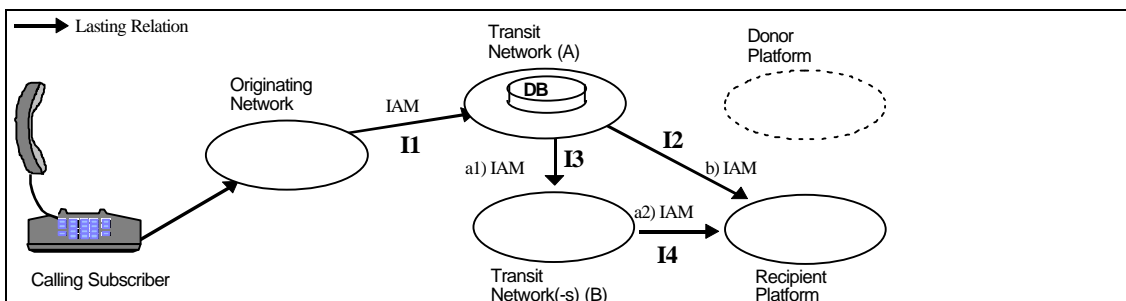 Lasting Relation
Transit
Network (A)
Donor
Platform
Originating
Network
DB
IAM
I1
I2
I3
a1) IAM
b) IAM
a2) IAM
I4
Calling Subscriber
Transit
Network(-s) (B)
Recipient
Platform